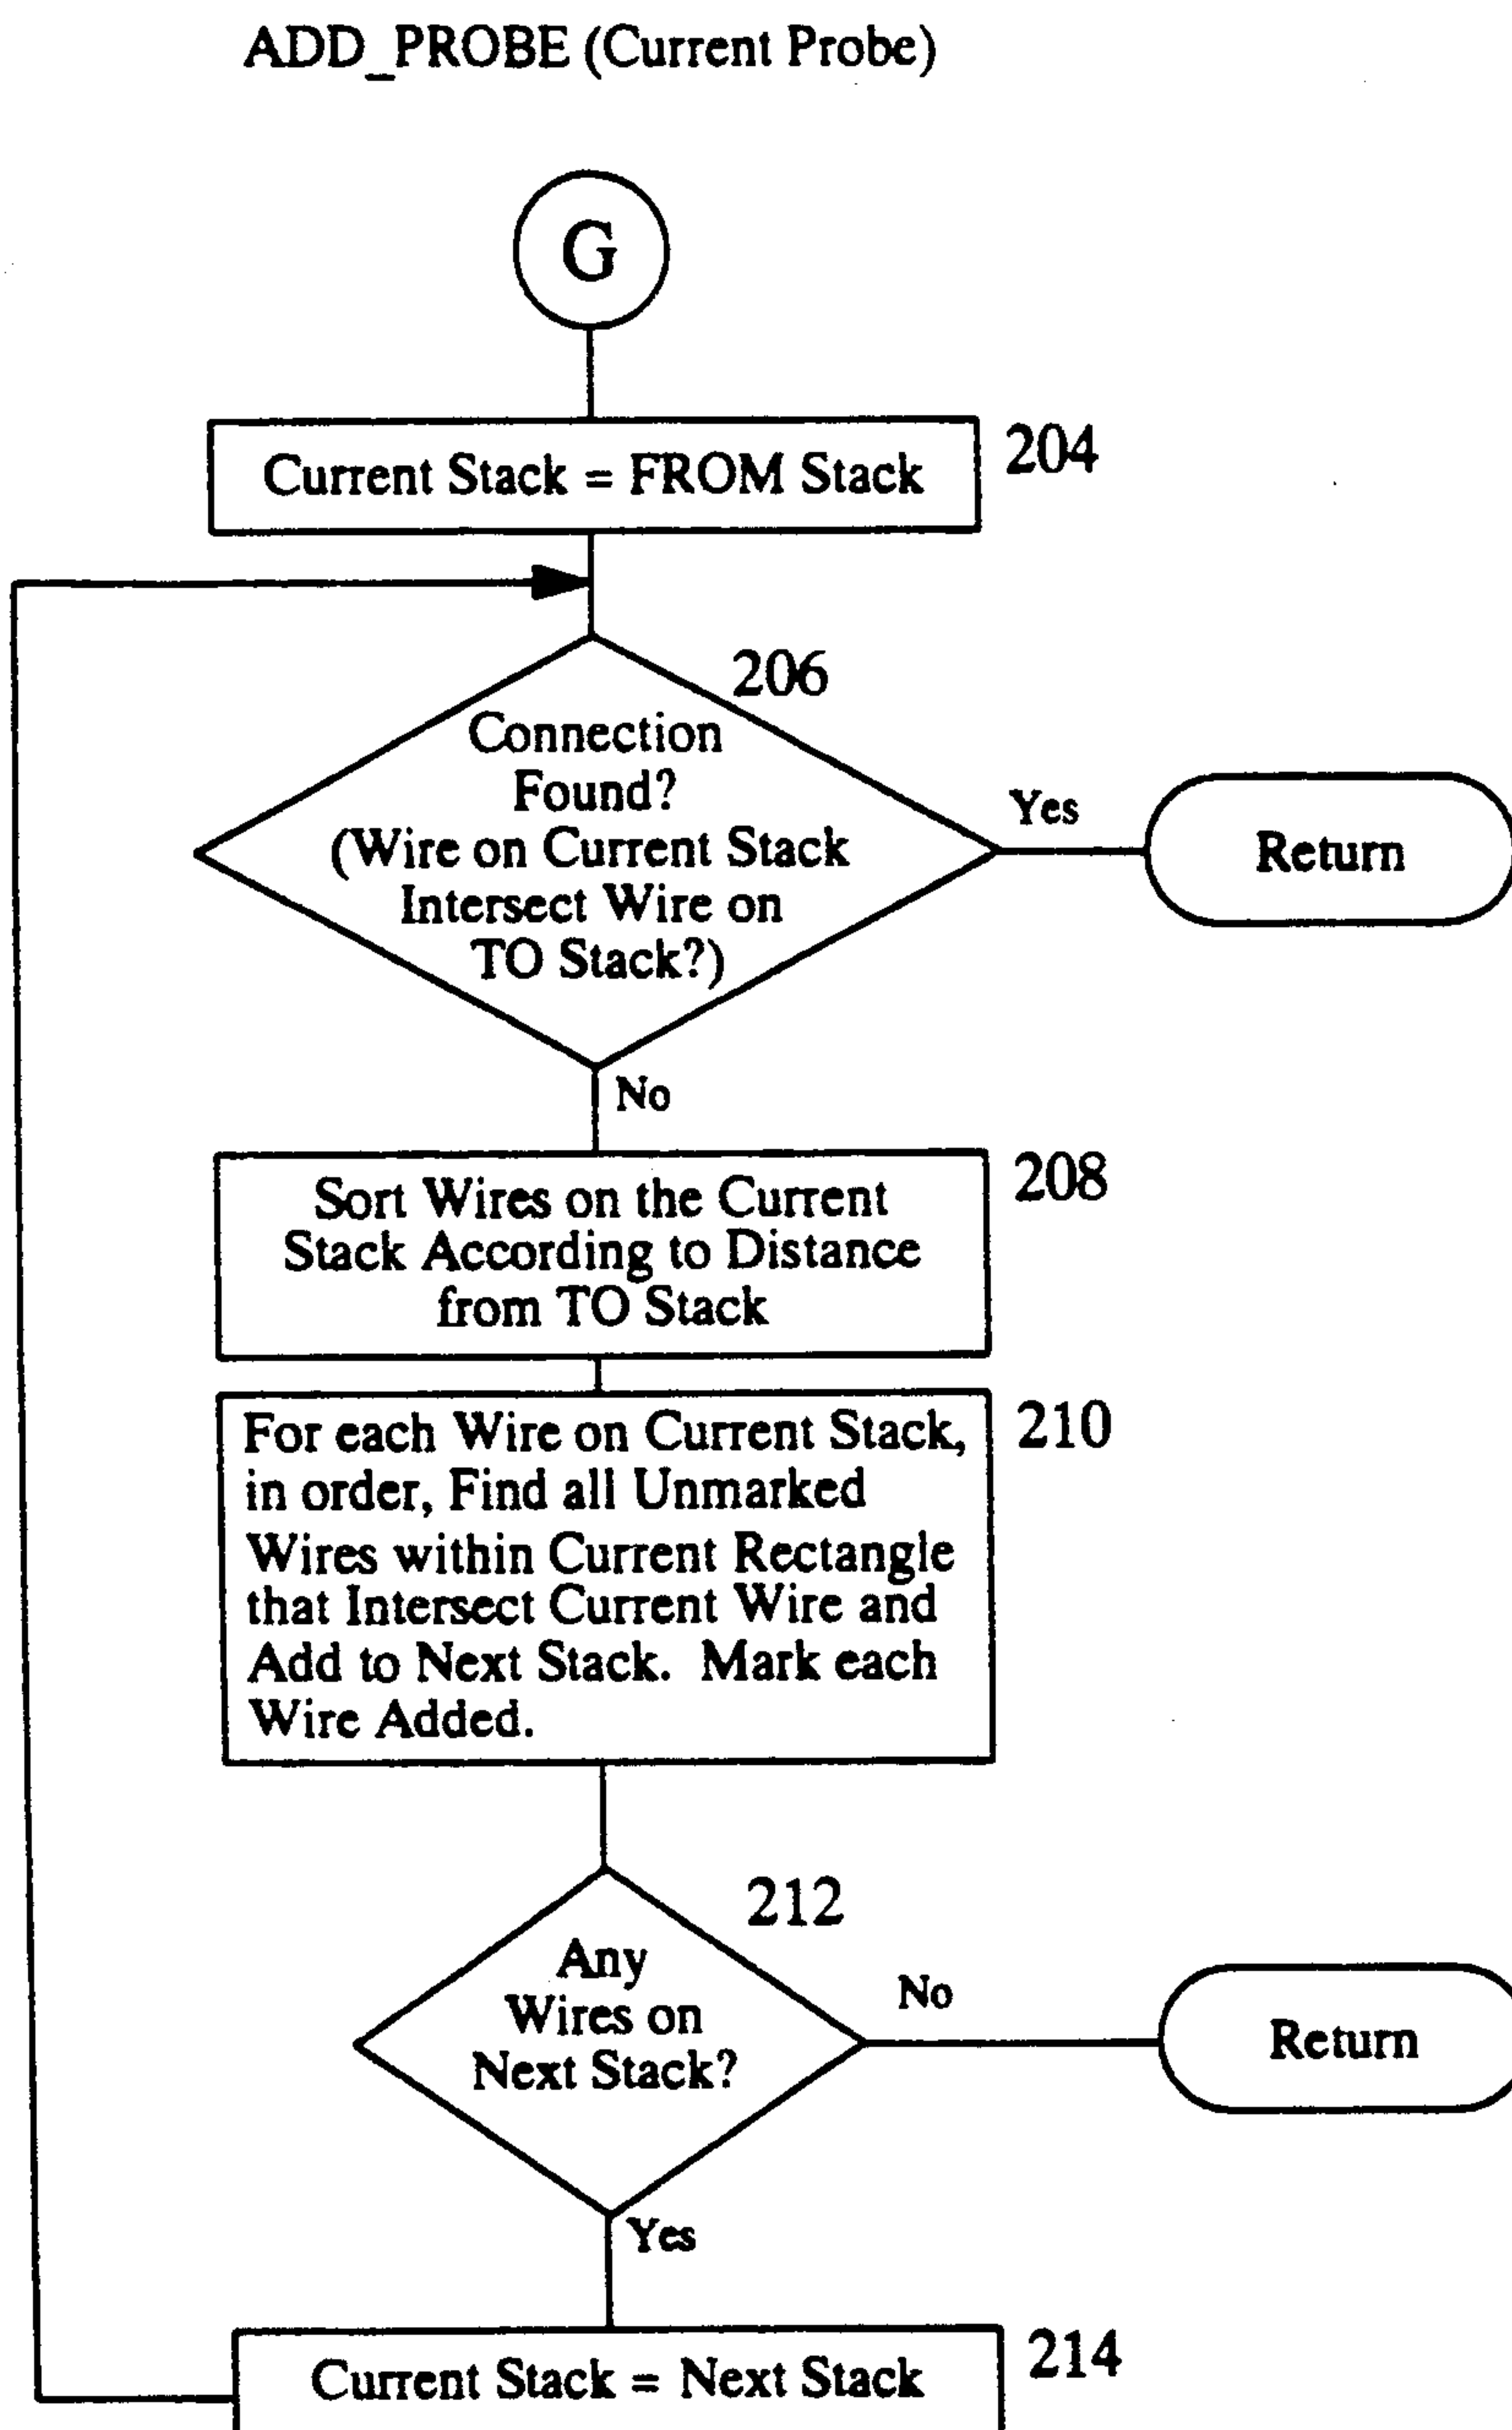 ADD_PROBE (Current Probe)
G
Current Stack = FROM Stack
204
206
Connection
Found?
(Wire on Current Stack
Intersect Wire on
TO Stack?)
Yes
Return
No
Sort Wires on the Current
Stack According to Distance
from TO Stack
208
For each Wire on Current Stack,
in order, Find all Unmarked
Wires within Current Rectangle
that Intersect Current Wire and
Add to Next Stack. Mark each
Wire Added.
210
212
Any
Wires on
Next Stack?
No
Return
Yes
Current Stack = Next Stack
214